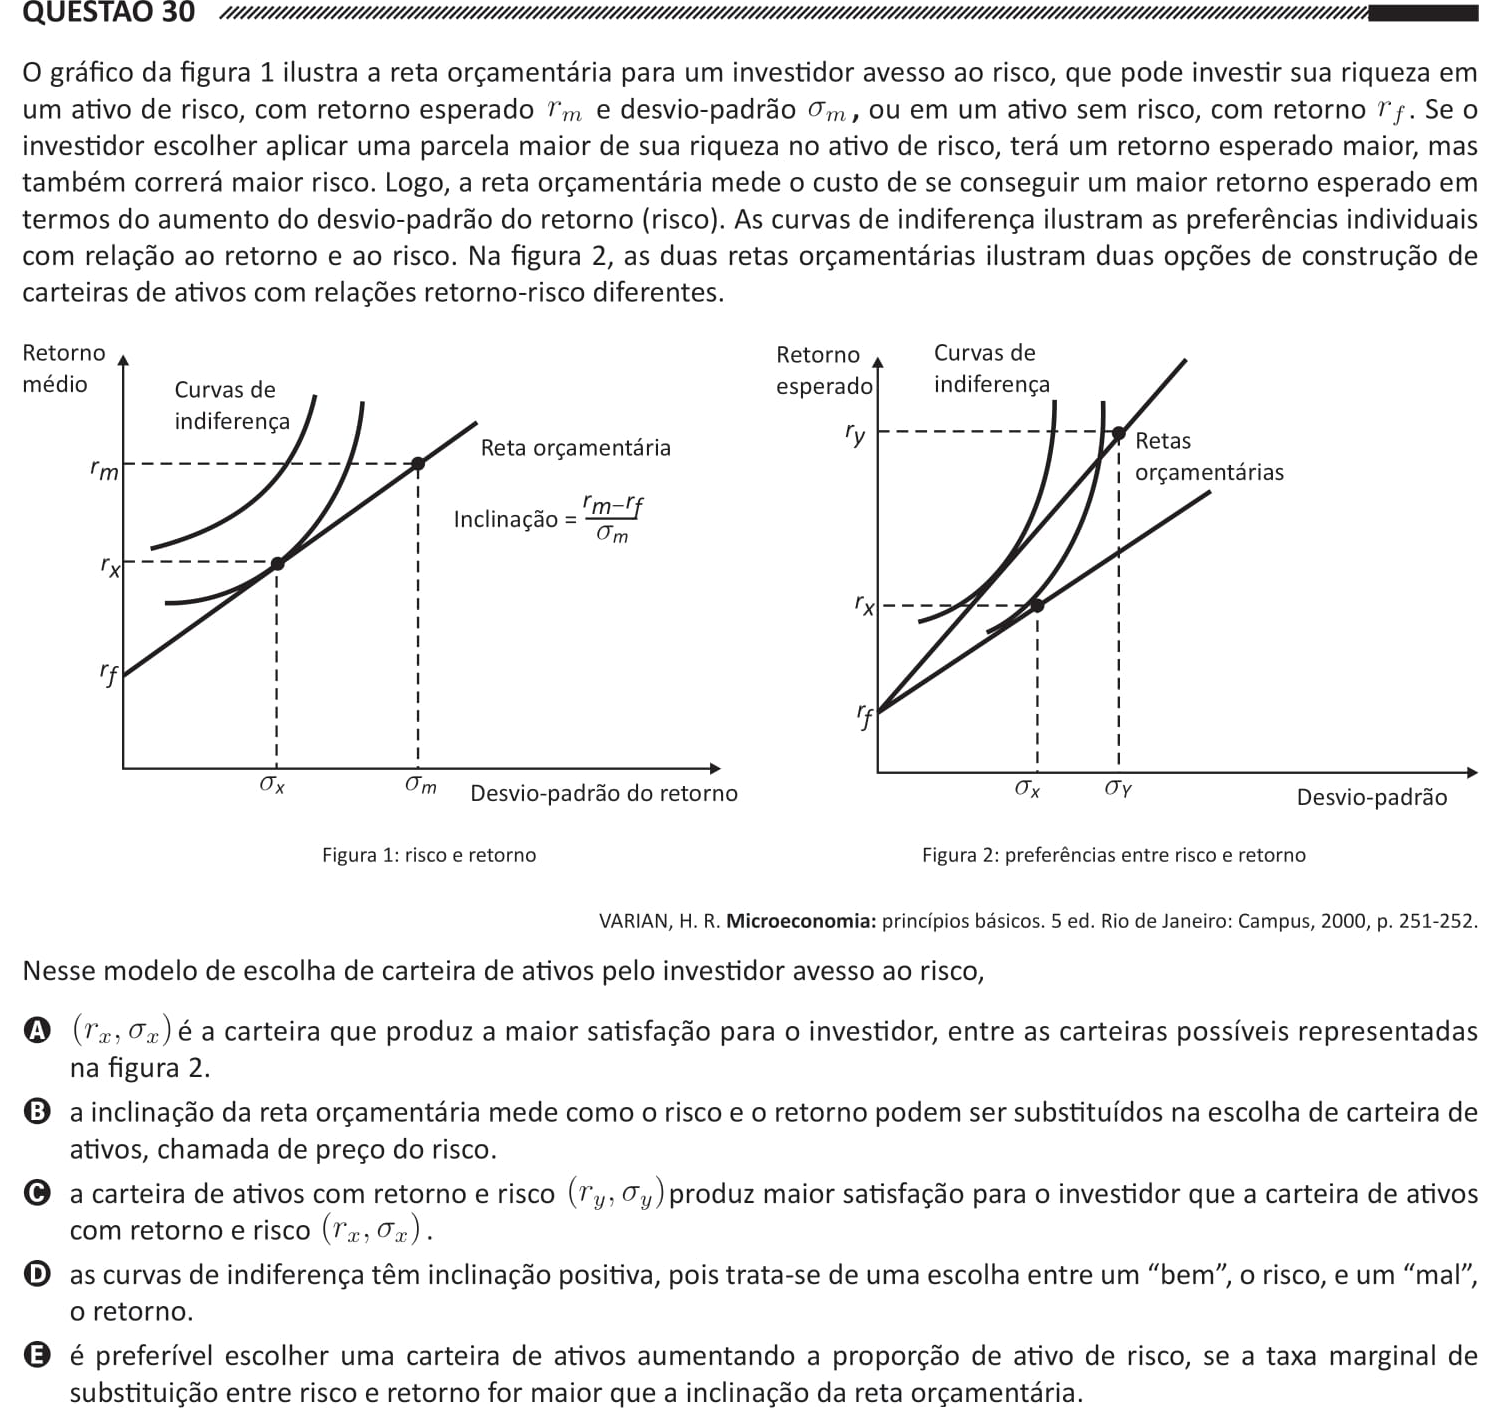 QUESTÃO 30
O gráfico da figura 1 ilustra a reta orçamentária para um investidor avesso ao risco, que pode investir sua riqueza em
um ativo de risco, com retorno esperado r_m e desvio-padrão σ_m, ou em um ativo sem risco, com retorno r_f. Se o
investidor escolher aplicar uma parcela maior de sua riqueza no ativo de risco, terá um retorno esperado maior, mas
também correrá maior risco. Logo, a reta orçamentária mede o custo de se conseguir um maior retorno esperado em
termos do aumento do desvio-padrão do retorno (risco). As curvas de indiferença ilustram as preferências individuais
com relação ao retorno e ao risco. Na figura 2, as duas retas orçamentárias ilustram duas opções de construção de
carteiras de ativos com relações retorno-risco diferentes.
Retorno
médio
Curvas de
indiferença
Reta orçamentária
r_m
Inclinação = (r_m–r_f)/σ_m
r_x
r_f
σ_x
σ_m
Desvio-padrão do retorno
Figura 1: risco e retorno
Retorno
esperado
Curvas de
indiferença
r_y
Retas
orçamentárias
r_x
r_f
σ_x
σ_Y
Desvio-padrão
Figura 2: preferências entre risco e retorno
VARIAN, H. R. Microeconomia: princípios básicos. 5 ed. Rio de Janeiro: Campus, 2000, p. 251-252.
Nesse modelo de escolha de carteira de ativos pelo investidor avesso ao risco,
A (r_x, σ_x) é a carteira que produz a maior satisfação para o investidor, entre as carteiras possíveis representadas
na figura 2.
B a inclinação da reta orçamentária mede como o risco e o retorno podem ser substituídos na escolha de carteira de
ativos, chamada de preço do risco.
C a carteira de ativos com retorno e risco (r_y, σ_y) produz maior satisfação para o investidor que a carteira de ativos
com retorno e risco (r_x, σ_x).
D as curvas de indiferença têm inclinação positiva, pois trata-se de uma escolha entre um “bem”, o risco, e um “mal”,
o retorno.
E é preferível escolher uma carteira de ativos aumentando a proporção de ativo de risco, se a taxa marginal de
substituição entre risco e retorno for maior que a inclinação da reta orçamentária.